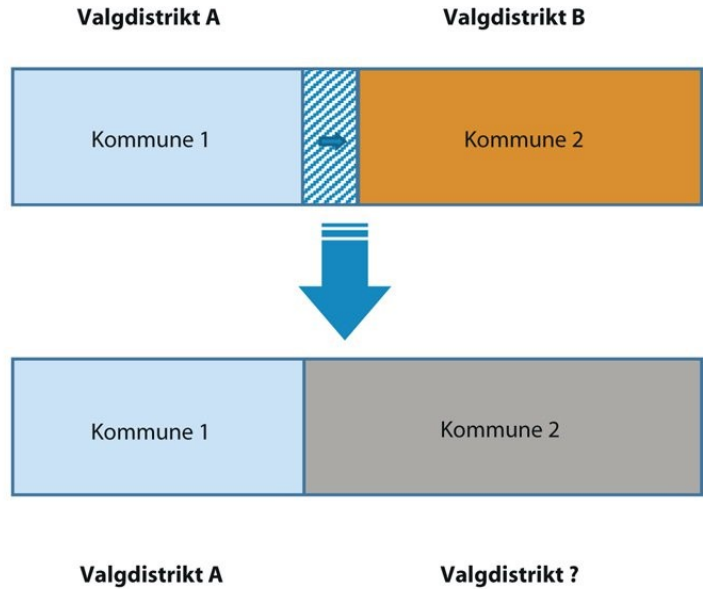 Valgdistrikt A
Valgdistrikt B
Kommune 1
Kommune 2
Kommune 1
Kommune 2
Valgdistrikt A
Valgdistrikt ?